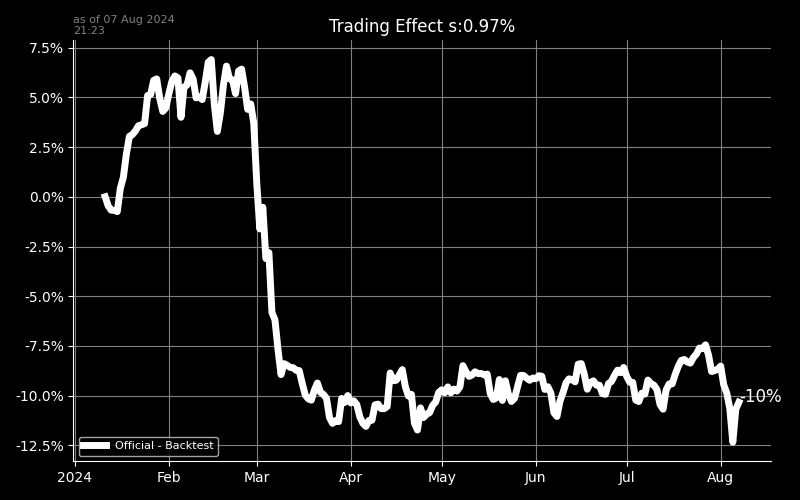 as of 07 Aug 2024
21:23
Trading Effect s:0.97%
7.5%
5.0%
2.5%
0.0%
-2.5%
-5.0%
-7.5%
-10.0%
-12.5%
-10%
Official - Backtest
2024 Feb Mar Apr May Jun Jul Aug